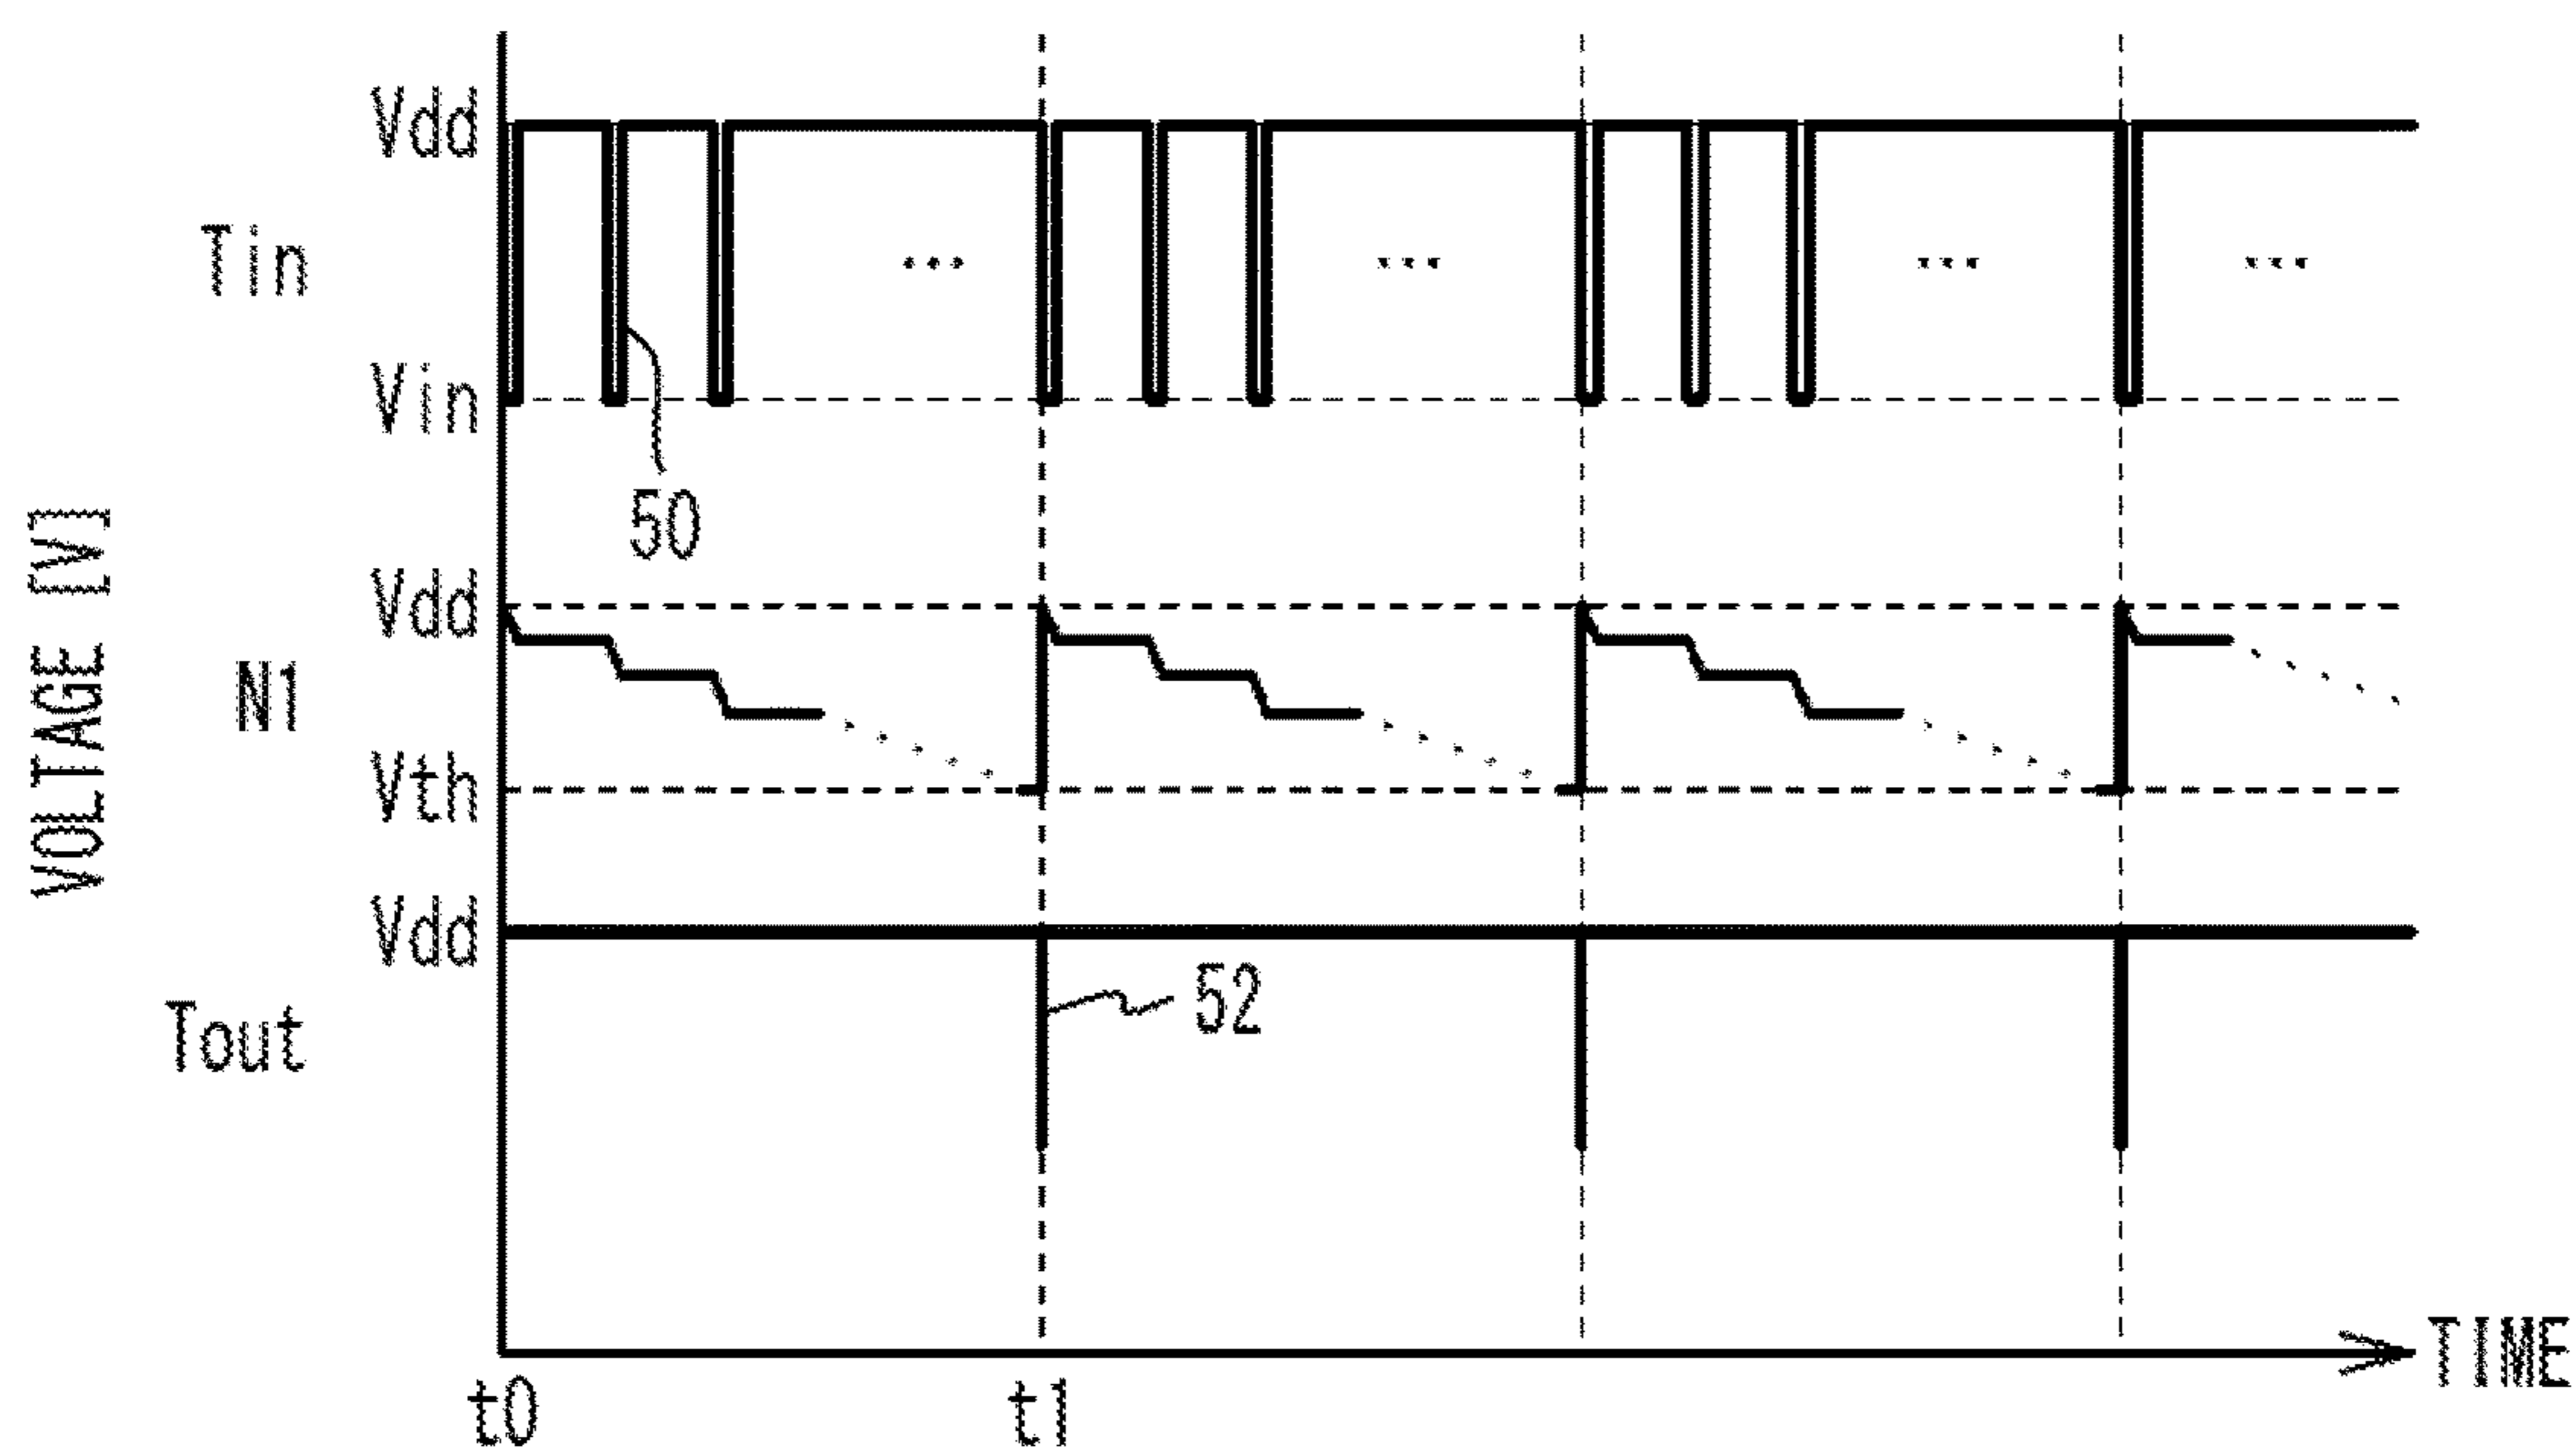 VOLTAGE [V]
Vdd
Tin
...
...
...
...
Vin
50
Vdd
N1
Vth
Vdd
Tout
52
t0
t1
TIME